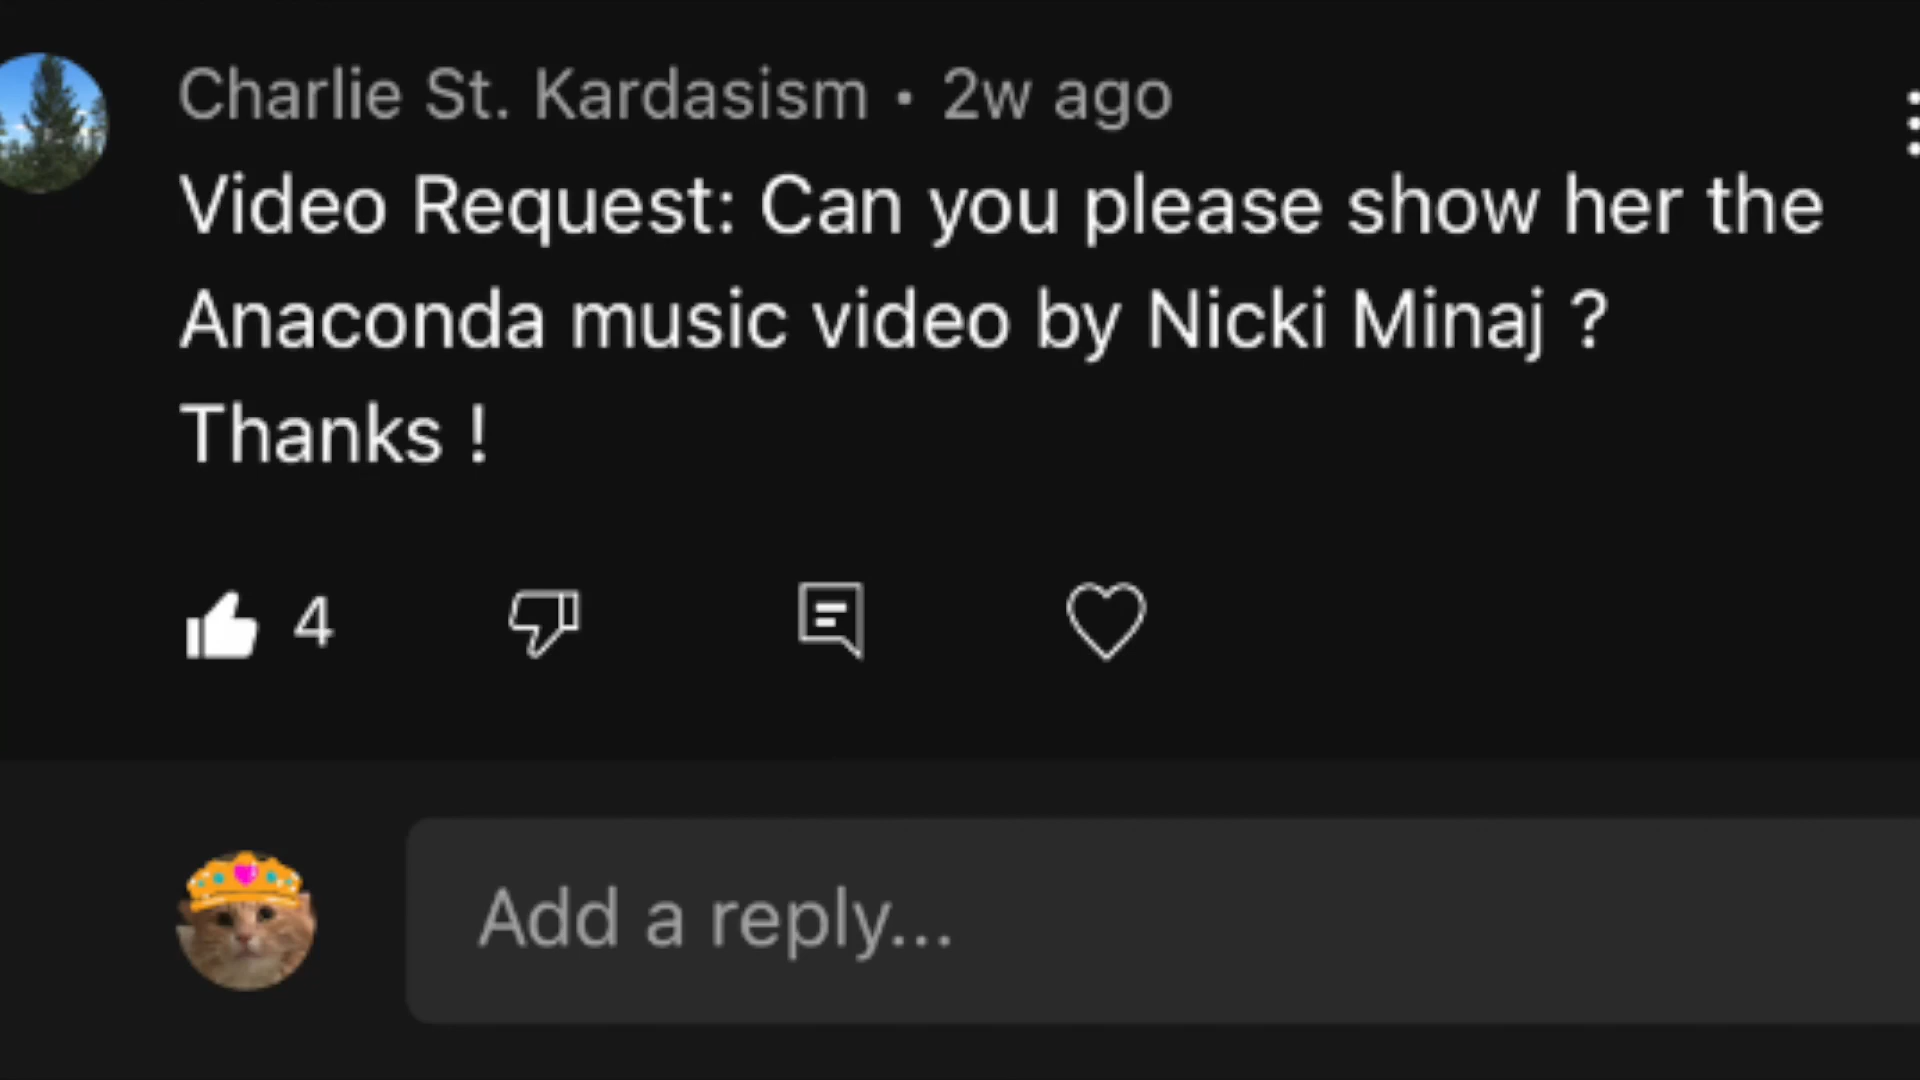 Charlie St. Kardasism • 2w ago
Video Request: Can you please show her the
Anaconda music video by Nicki Minaj ?
Thanks !
4
Add a reply...